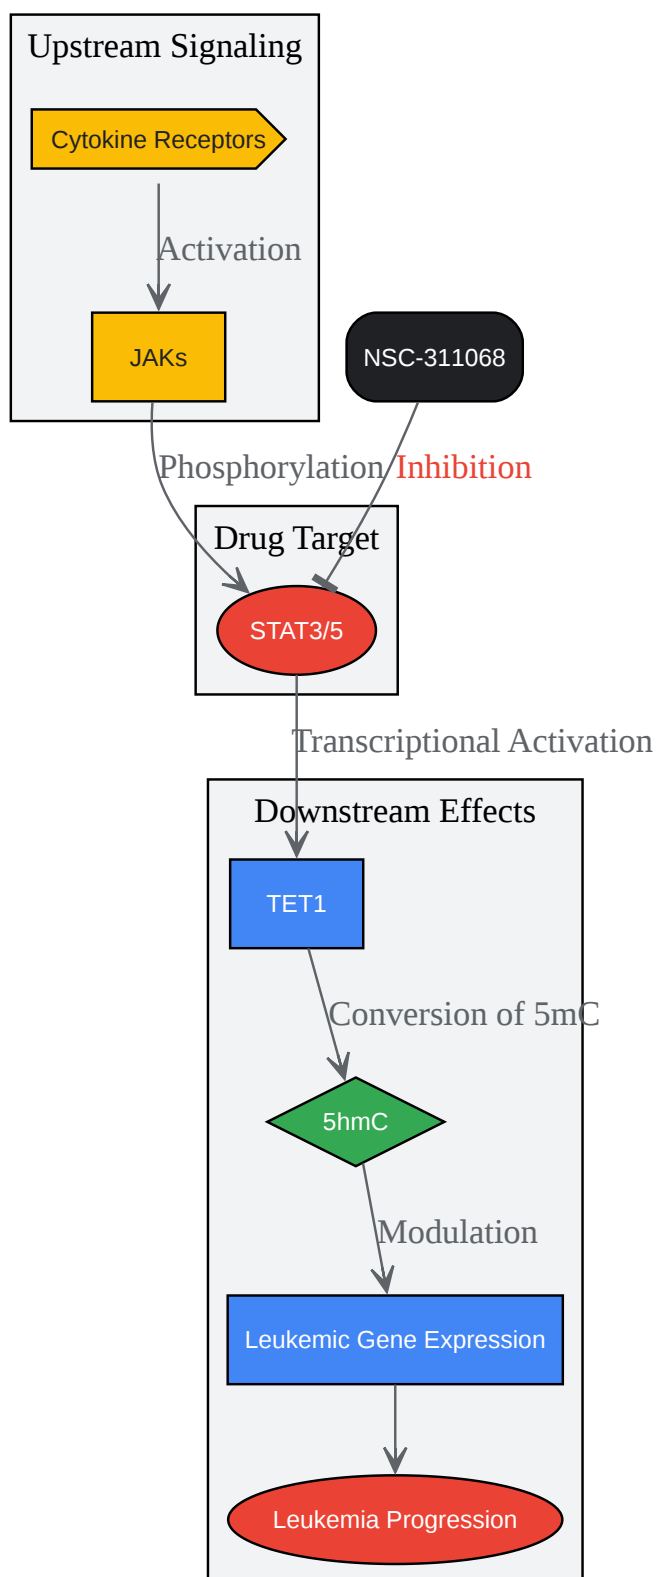 Upstream Signaling
Cytokine Receptors
Activation
JAKs
NSC-311068
Phosphorylation
Inhibition
Drug Target
STAT3/5
Transcriptional Activation
Downstream Effects
TET1
Conversion of 5mC
5hmC
Modulation
Leukemic Gene Expression
Leukemia Progression